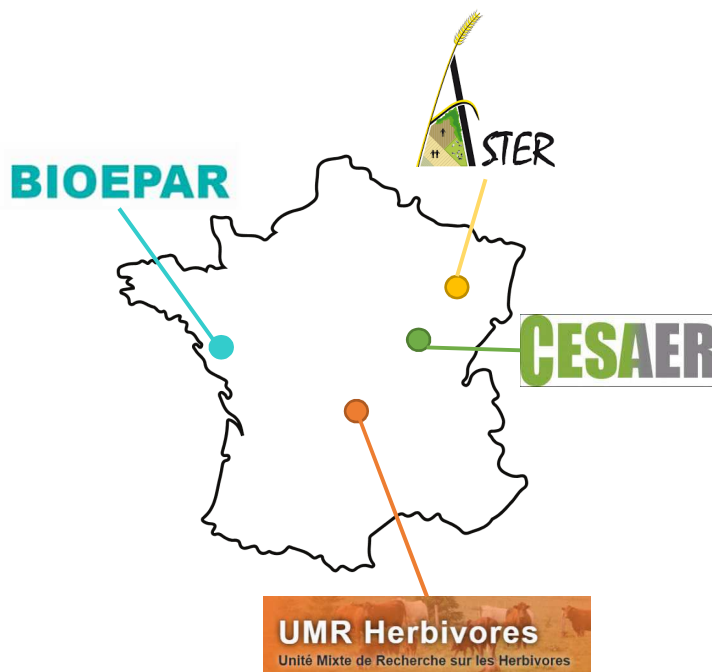 ASTER
BIOEPAR
CESAER
UMR Herbivores
Unité Mixte de Recherche sur les Herbivores